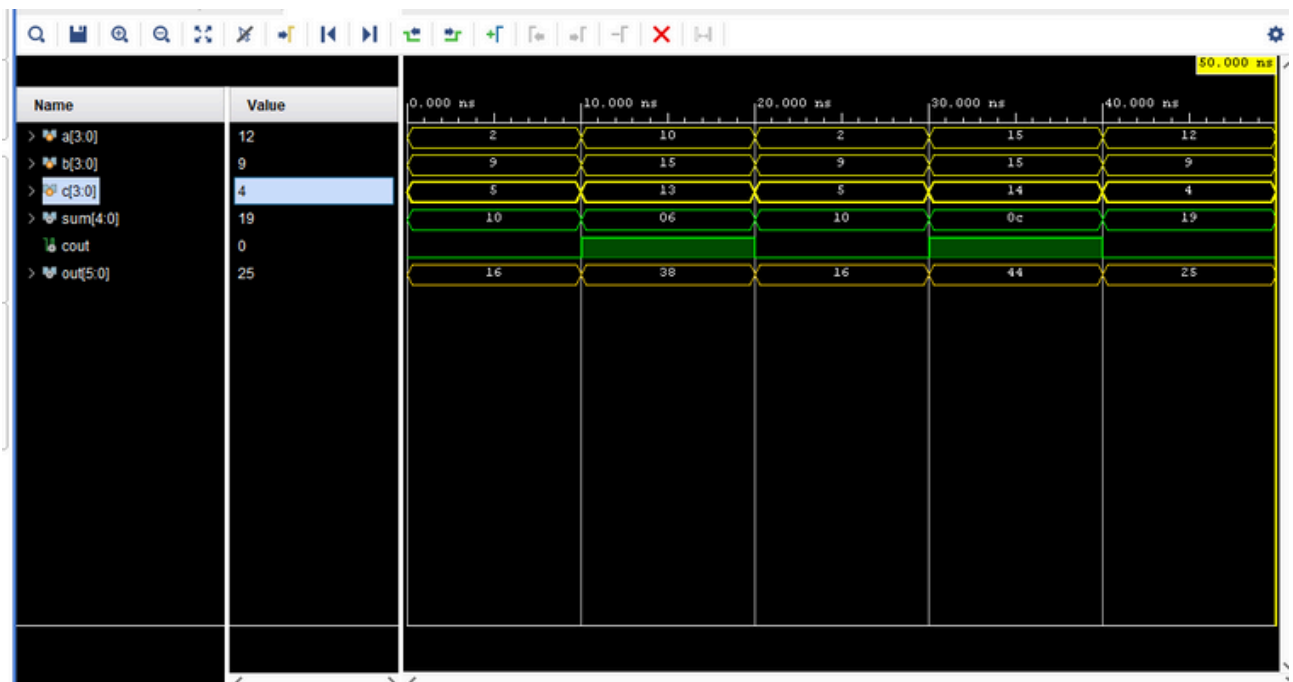 50.000 ns
Name Value 0.000 ns 10.000 ns 20.000 ns 30.000 ns 40.000 ns
a[3:0] 12 2 10 2 15 12
b[3:0] 9 9 15 9 15 9
c[3:0] 4 5 13 5 14 4
sum[4:0] 19 10 06 10 0c 19
cout 0
out[5:0] 25 16 38 16 44 25